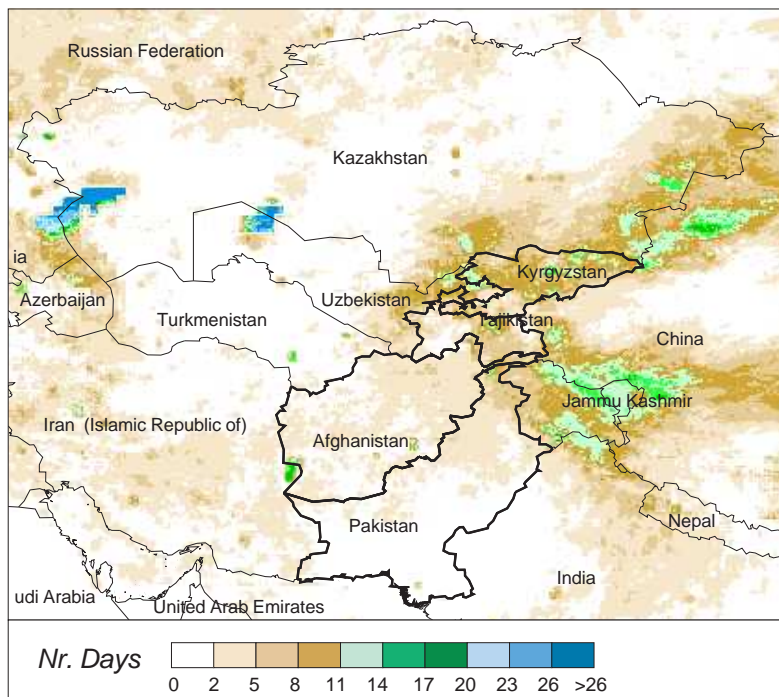 Russian Federation
Kazakhstan
ia
Kyrgyzstan
Azerbaijan
Uzbekistan
Turkmenistan
Tajikistan
China
Jammu Kashmir
Iran (Islamic Republic of)
Afghanistan
Pakistan
Nepal
India
udi Arabia
United Arab Emirates
Nr. Days
0 2 5 8 11 14 17 20 23 26 >26